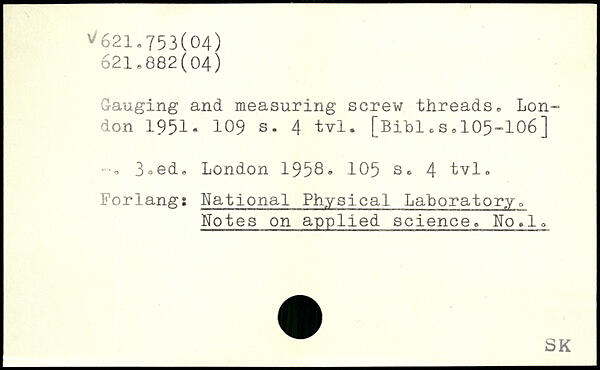 √621.753(04)
621.882(04)
Gauging and measuring screw threads. Lon-
don 1951. 109 s. 4 tvl. [Bibl.s.105-106]
-. 3.ed. London 1958. 105 s. 4 tvl.
Forlang: National Physical Laboratory.
Notes on applied science. No.1.
SK